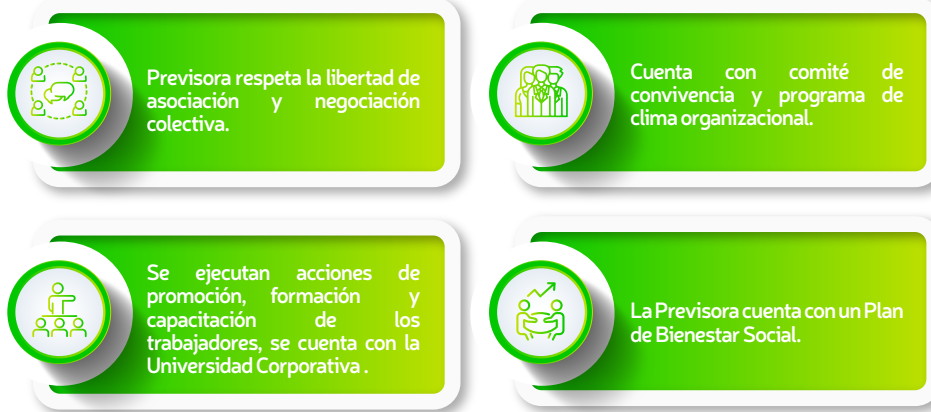 Previsora respeta la libertad de
asociación y negociación
colectiva.
Cuenta con comité de
convivencia y programa de
clima organizacional.
Se ejecutan acciones de
promoción, formación y
capacitación de los
trabajadores, se cuenta con la
Universidad Corporativa .
La Previsora cuenta con un Plan
de Bienestar Social.